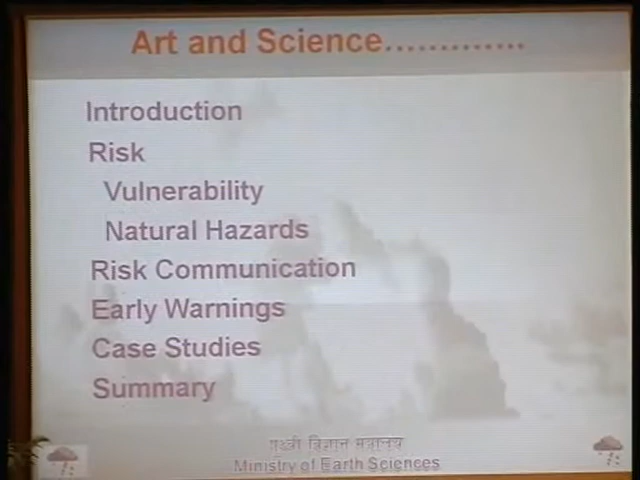 Art and Science.............
Introduction
Risk
Vulnerability
Natural Hazards
Risk Communication
Early Warnings
Case Studies
Summary
पृथ्वी विज्ञान मंत्रालय
Ministry of Earth Sciences